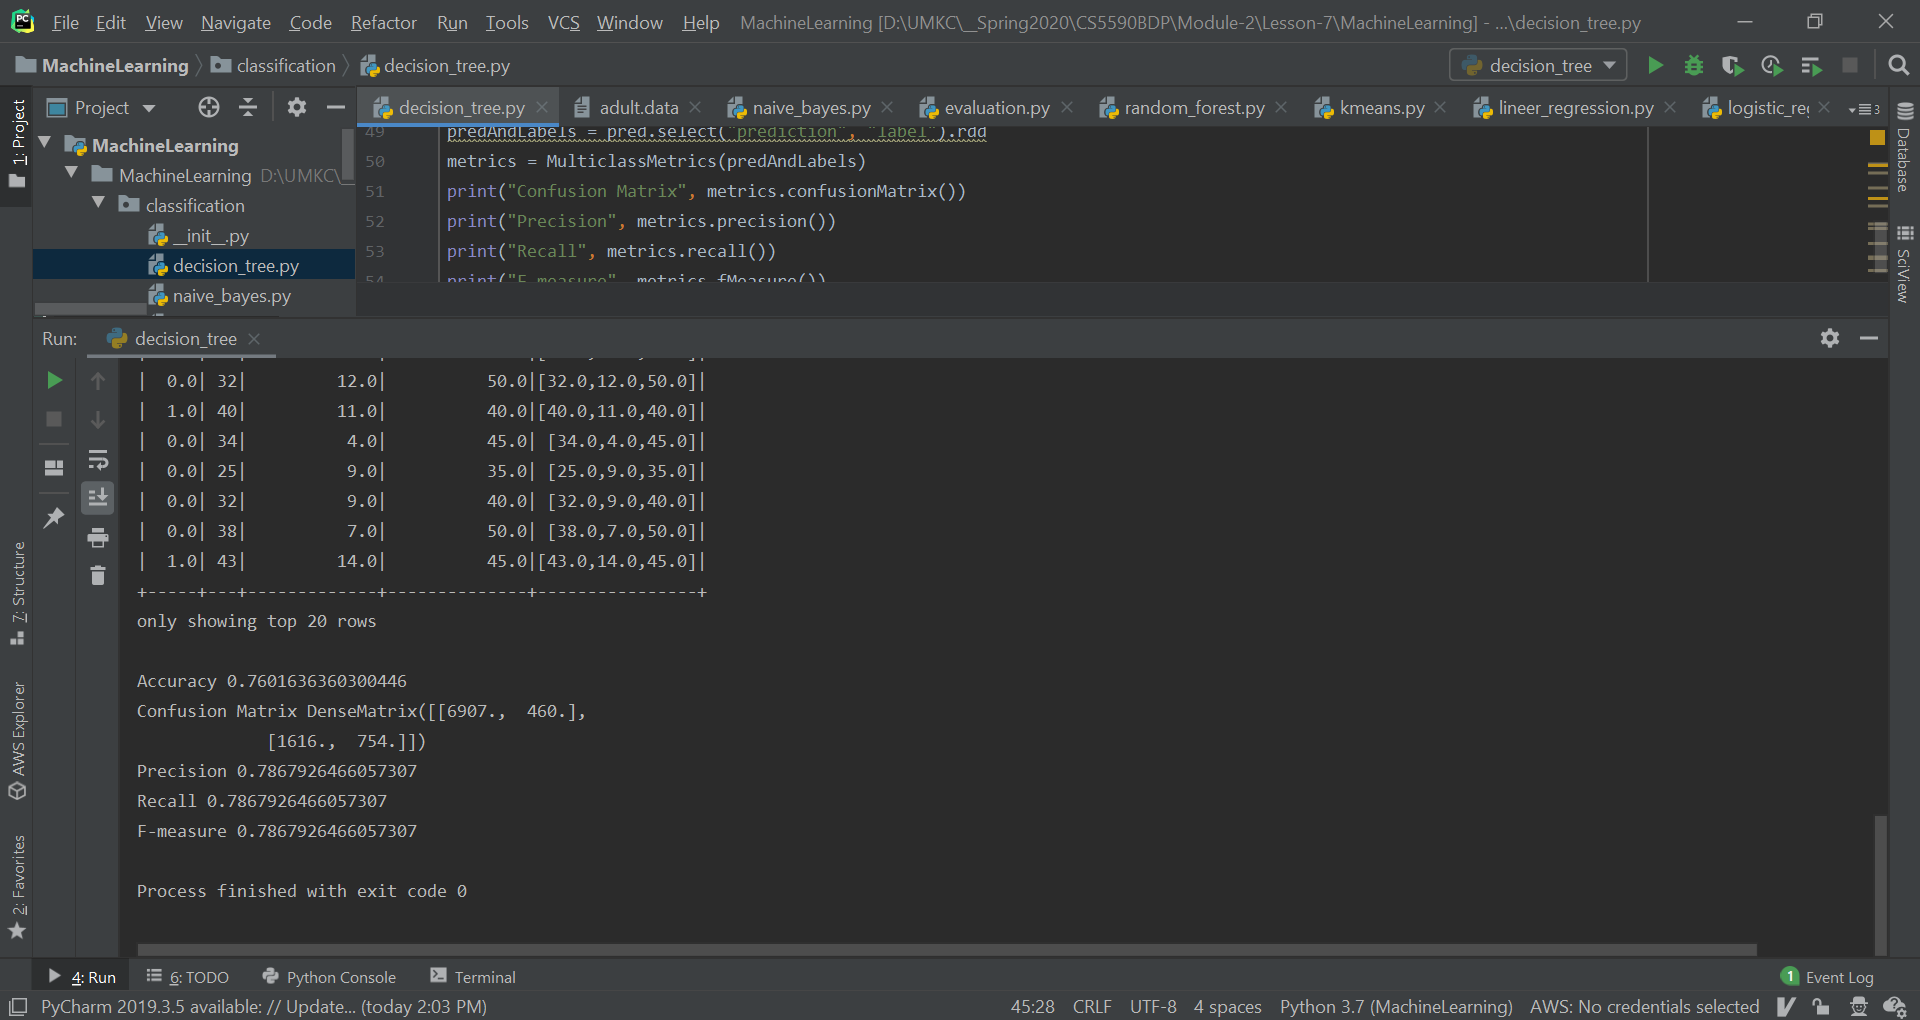 File Edit View Navigate Code Refactor Run Tools VCS Window Help MachineLearning [D:\UMKC\__Spring2020\CS5590BDP\Module-2\Lesson-7\MachineLearning] - ...\decision_tree.py
MachineLearning classification decision_tree.py decision_tree
Project decision_tree.py adult.data naive_bayes.py evaluation.py random_forest.py kmeans.py lineer_regression.py logistic_re 3
1: Project
MachineLearning
MachineLearning D:\UMKC\_
classification
__init__.py
decision_tree.py
naive_bayes.py
49 predAndLabels = pred.select("prediction", "label").rdd
50 metrics = MulticlassMetrics(predAndLabels)
51 print("Confusion Matrix", metrics.confusionMatrix())
52 print("Precision", metrics.precision())
53 print("Recall", metrics.recall())
54 print("F-measure", metrics.fMeasure())
Database
SciView
Run: decision_tree
| 0.0| 32| 12.0| 50.0|[32.0,12.0,50.0]|
| 1.0| 40| 11.0| 40.0|[40.0,11.0,40.0]|
| 0.0| 34| 4.0| 45.0| [34.0,4.0,45.0]|
| 0.0| 25| 9.0| 35.0| [25.0,9.0,35.0]|
| 0.0| 32| 9.0| 40.0| [32.0,9.0,40.0]|
| 0.0| 38| 7.0| 50.0| [38.0,7.0,50.0]|
| 1.0| 43| 14.0| 45.0|[43.0,14.0,45.0]|
+-----+---+-------------+--------------+----------------+
only showing top 20 rows
Accuracy 0.7601636360300446
Confusion Matrix DenseMatrix([[6907., 460.],
[1616., 754.]])
Precision 0.7867926466057307
Recall 0.7867926466057307
F-measure 0.7867926466057307
Process finished with exit code 0
7: Structure
AWS Explorer
2: Favorites
4: Run 6: TODO Python Console Terminal 1 Event Log
PyCharm 2019.3.5 available: // Update... (today 2:03 PM) 45:28 CRLF UTF-8 4 spaces Python 3.7 (MachineLearning) AWS: No credentials selected